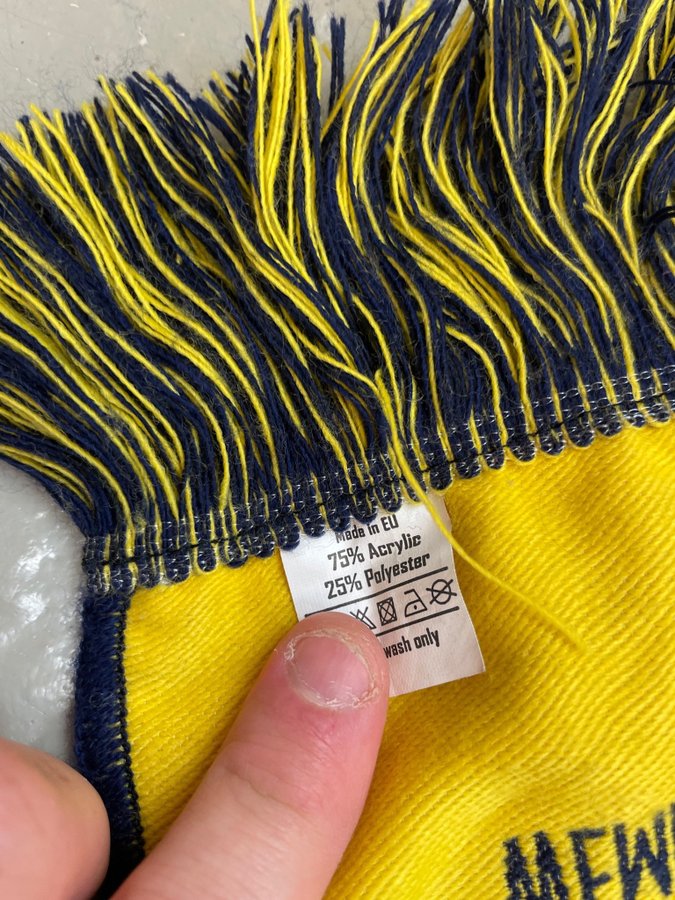 Made in EU
75% Acrylic
25% Polyester
wash only